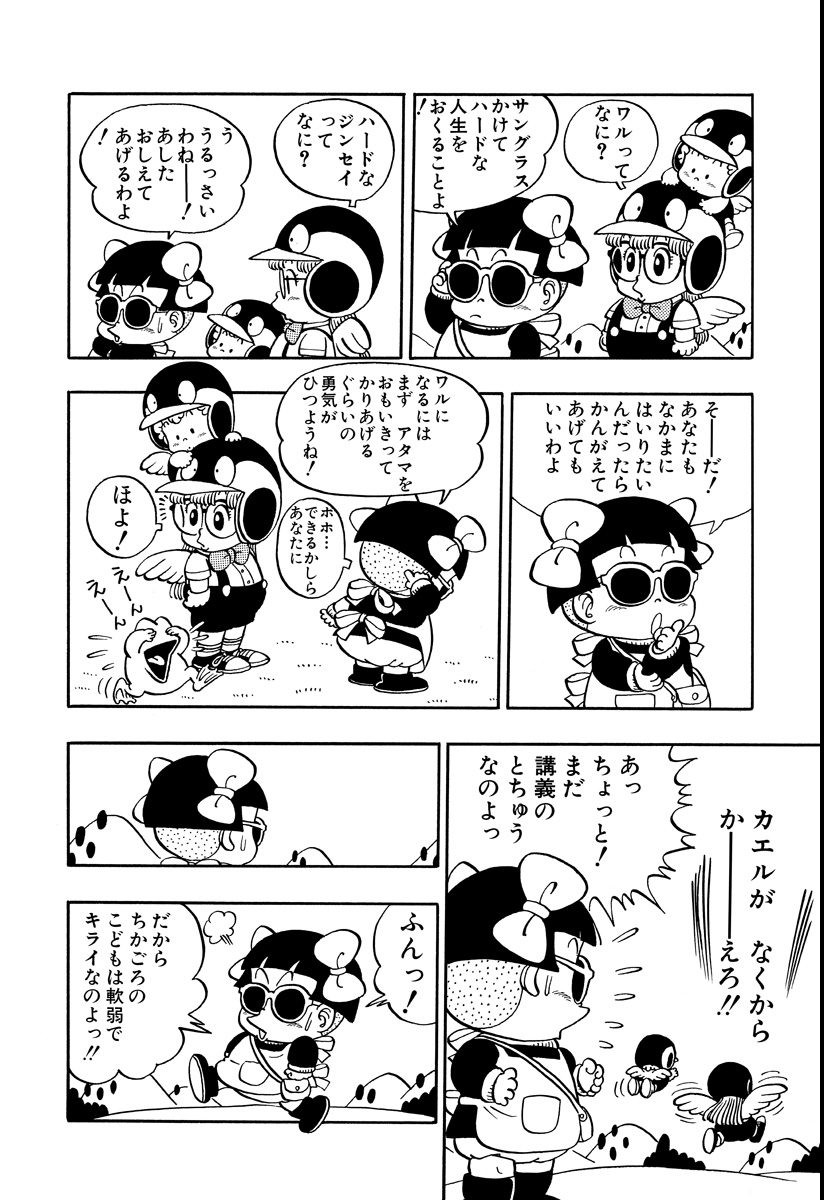 ワルって
なに?
サングラス
かけて
ハードな
人生を
おくることよ
!
ハードな
ジンセイ
って
なに?
う
うるっさい
わね――!
あした
おしえて
あげるわよ
!
そ――だ!
あなたも
なかまに
はいりたい
んだったら
かんがえて
あげても
いいわよ
ワルに
なるには
まず アタマを
おもいきって
かりあげる
ぐらいの
勇気が
ひつようね!
ホホ…
できるかしら
あなたに
ほよ!
えーん
えーん
カエルが なくから
か――えろ!!
あっ
ちょっと!
まだ
講義の
とちゅう
なのよっ
ふんっ!
だから
ちかごろの
こどもは軟弱で
キライなのよっ!!